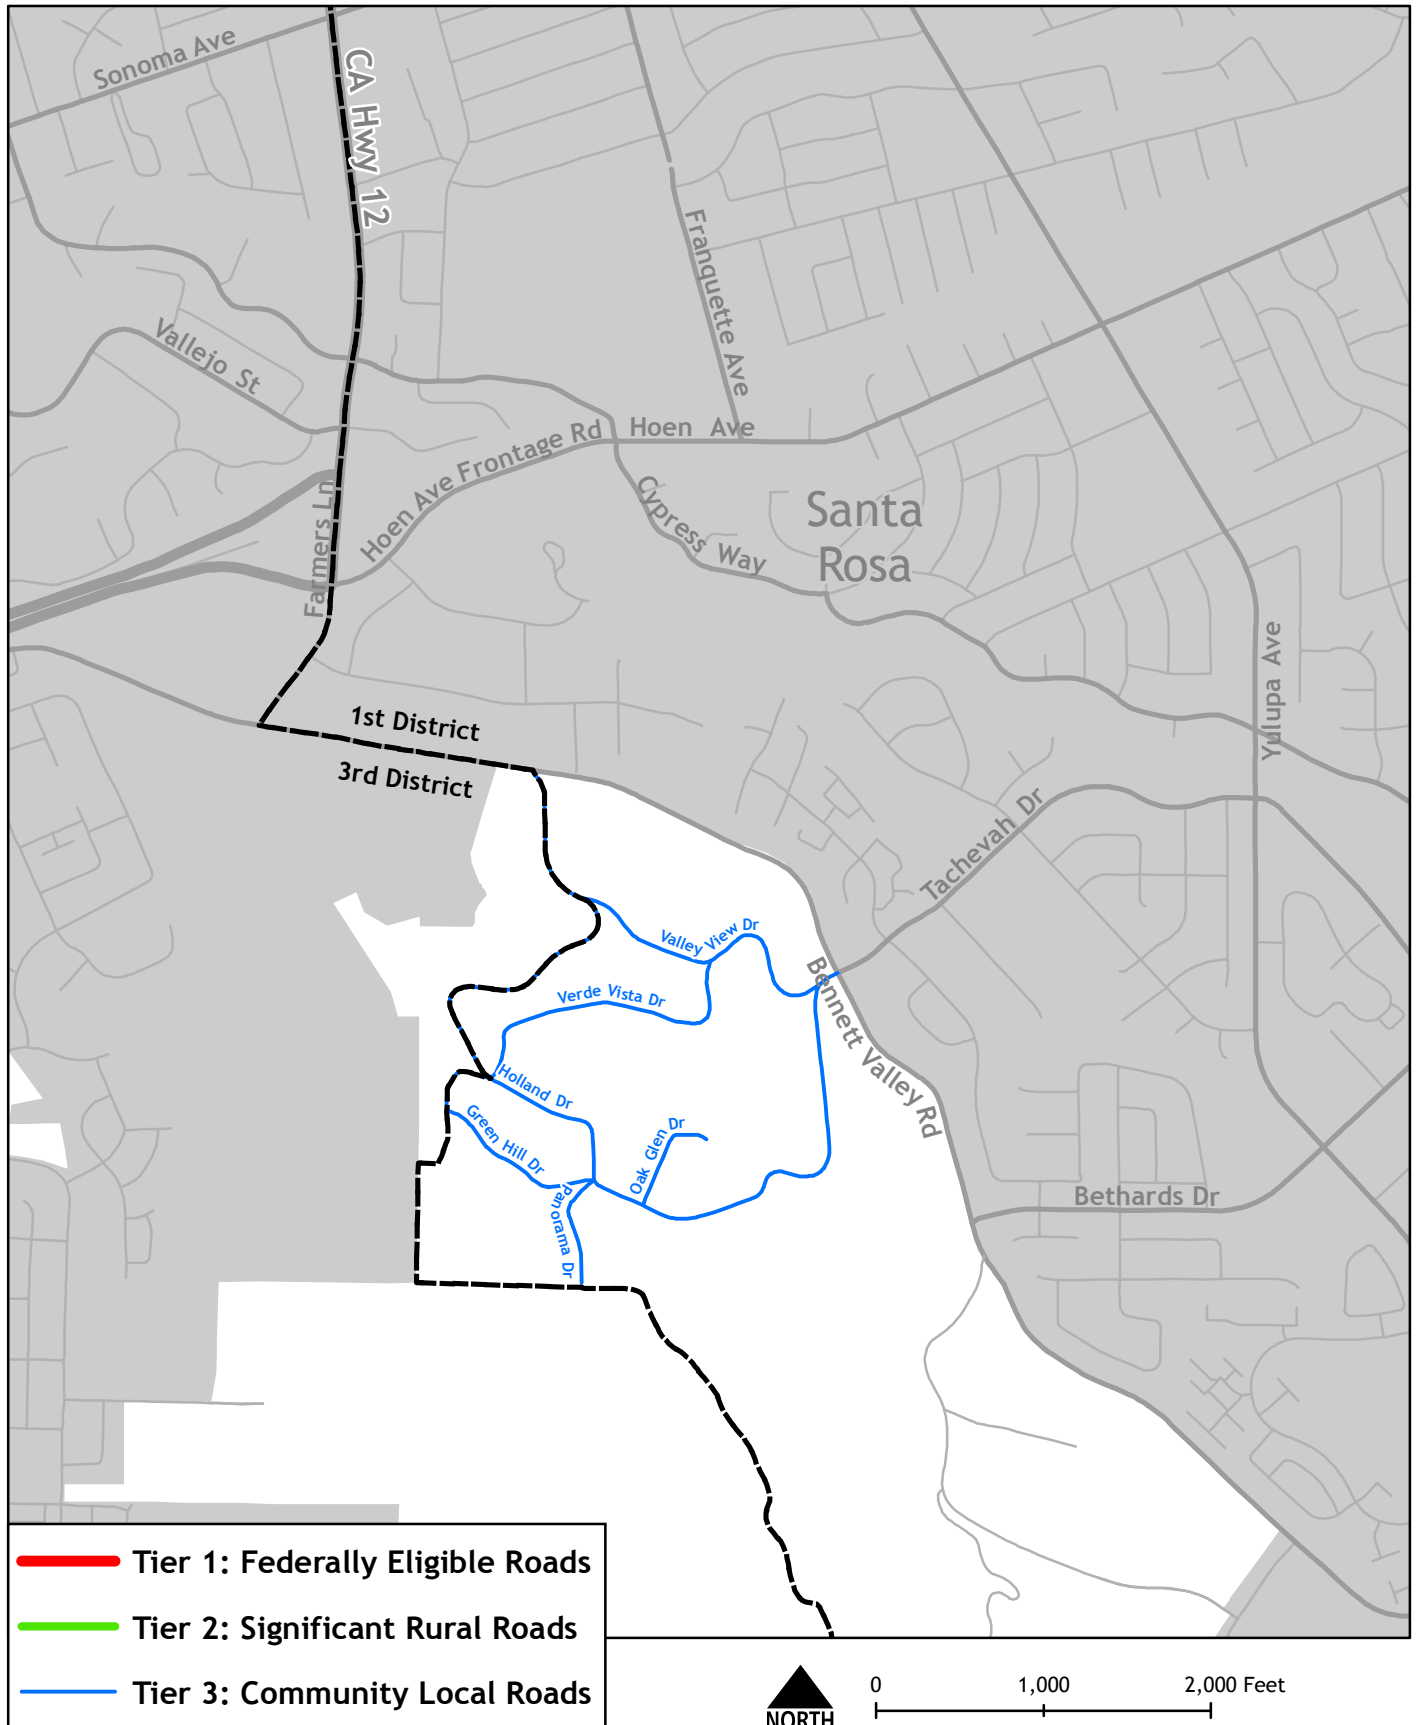 Sonoma Ave
CA Hwy 12
Franquette Ave
Vallejo St
Hoen Ave Frontage Rd
Hoen Ave
Farmers Ln
Cypress Way
Santa
Rosa
Yulupa Ave
1st District
3rd District
Tachevah Dr
Valley View Dr
Verde Vista Dr
Bennett Valley Rd
Holland Dr
Green Hill Dr
Oak Glen Dr
Panorama Dr
Bethards Dr
Tier 1: Federally Eligible Roads
Tier 2: Significant Rural Roads
Tier 3: Community Local Roads
NORTH
0 1,000 2,000 Feet